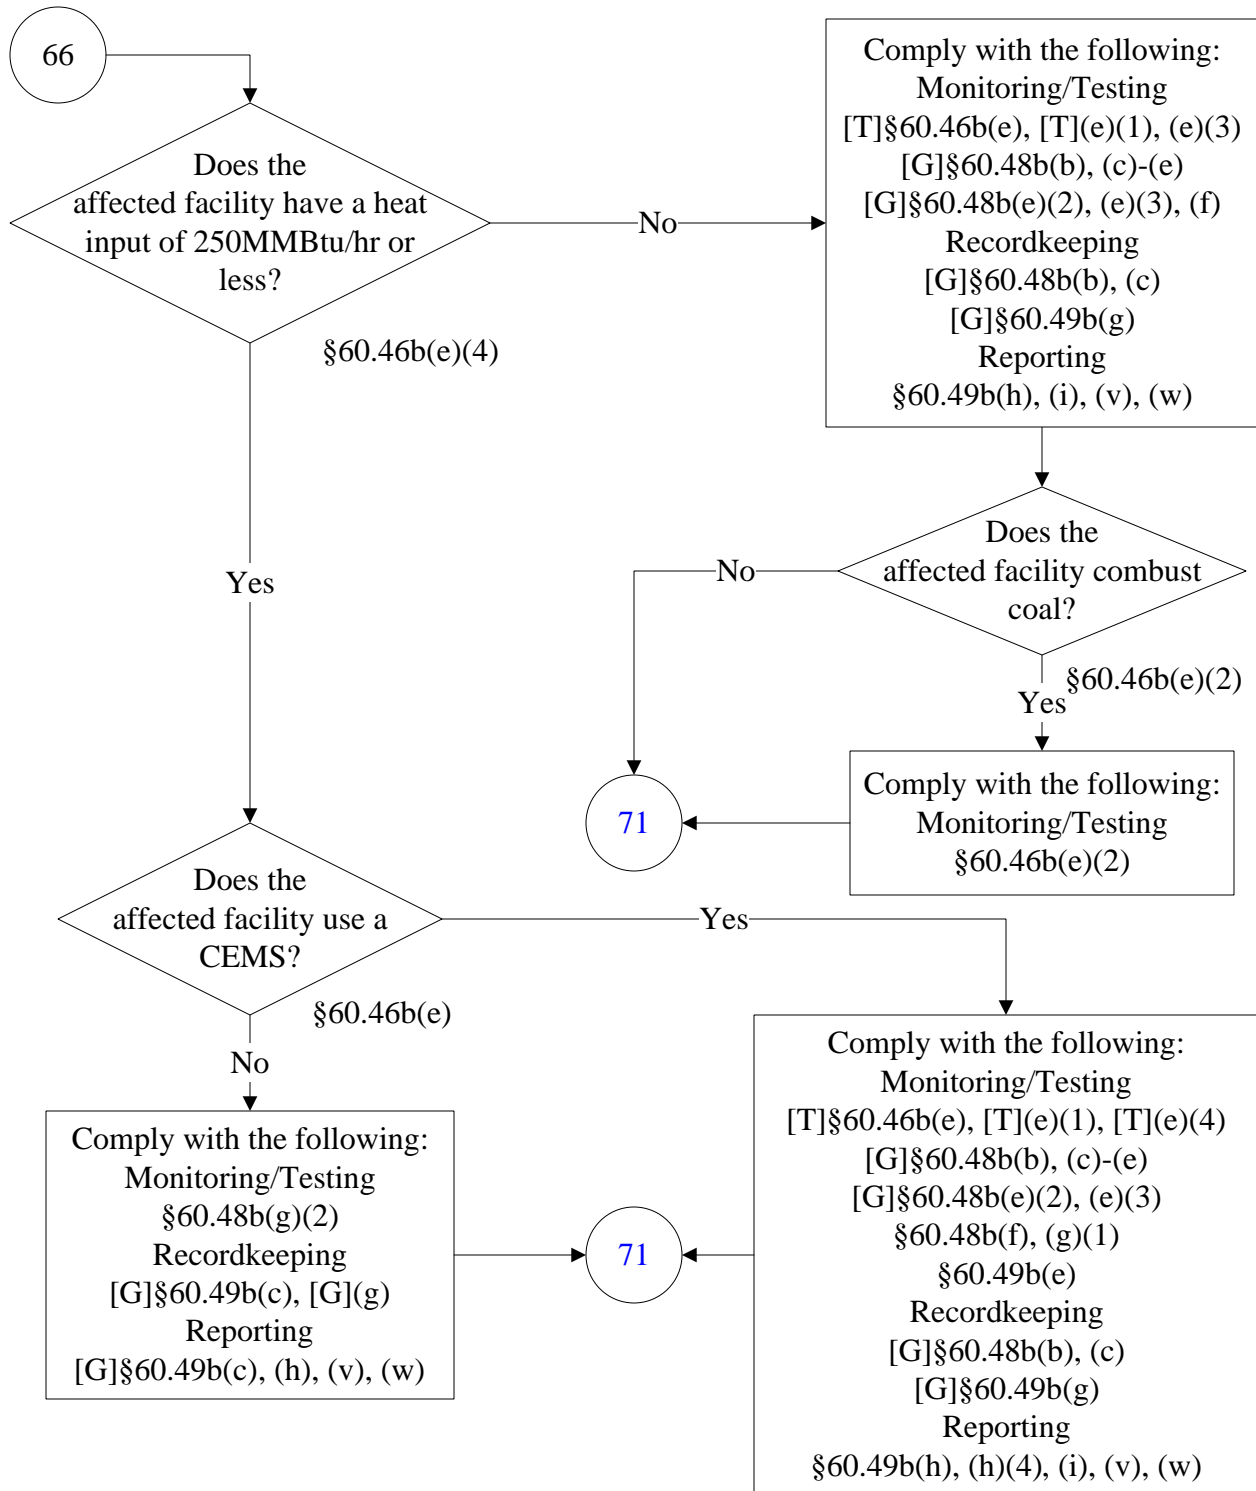 66
Does the
affected facility have a heat
input of 250MMBtu/hr or
less?
§60.46b(e)(4)
No
Comply with the following:
Monitoring/Testing
[T]§60.46b(e), [T](e)(1), (e)(3)
[G]§60.48b(b), (c)-(e)
[G]§60.48b(e)(2), (e)(3), (f)
Recordkeeping
[G]§60.48b(b), (c)
[G]§60.49b(g)
Reporting
§60.49b(h), (i), (v), (w)
Does the
affected facility combust
coal?
§60.46b(e)(2)
No
Yes
Comply with the following:
Monitoring/Testing
§60.46b(e)(2)
71
Yes
Does the
affected facility use a
CEMS?
§60.46b(e)
Yes
No
Comply with the following:
Monitoring/Testing
§60.48b(g)(2)
Recordkeeping
[G]§60.49b(c), [G](g)
Reporting
[G]§60.49b(c), (h), (v), (w)
71
Comply with the following:
Monitoring/Testing
[T]§60.46b(e), [T](e)(1), [T](e)(4)
[G]§60.48b(b), (c)-(e)
[G]§60.48b(e)(2), (e)(3)
§60.48b(f), (g)(1)
§60.49b(e)
Recordkeeping
[G]§60.48b(b), (c)
[G]§60.49b(g)
Reporting
§60.49b(h), (h)(4), (i), (v), (w)